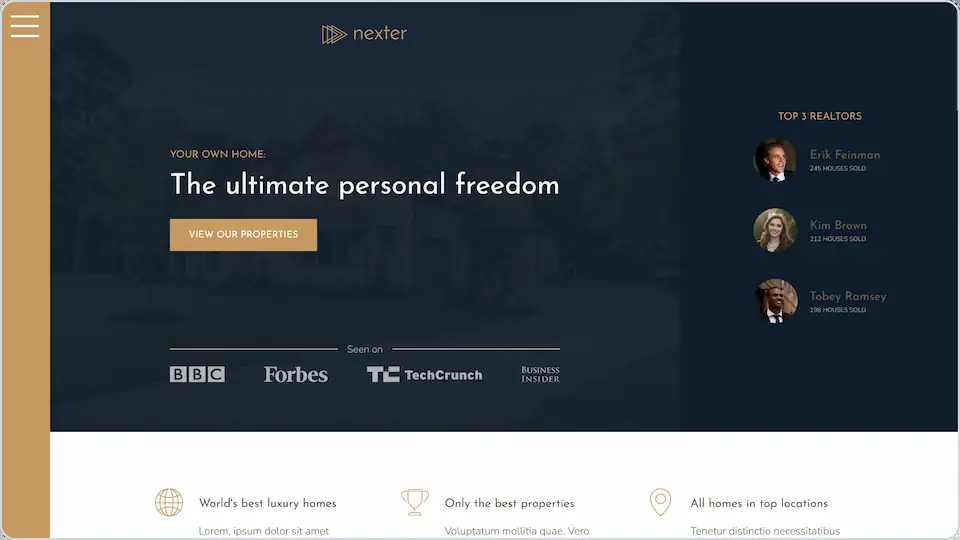 nexter
YOUR OWN HOME:
The ultimate personal freedom
VIEW OUR PROPERTIES
Seen on
BBC
Forbes
TC TechCrunch
BUSINESS
INSIDER
TOP 3 REALTORS
Erik Feinman
245 HOUSES SOLD
Kim Brown
212 HOUSES SOLD
Tobey Ramsey
198 HOUSES SOLD
World's best luxury homes
Lorem, ipsum dolor sit amet
Only the best properties
Voluptatum mollitia quae. Vero
All homes in top locations
Tenetur distinctio necessitatibus